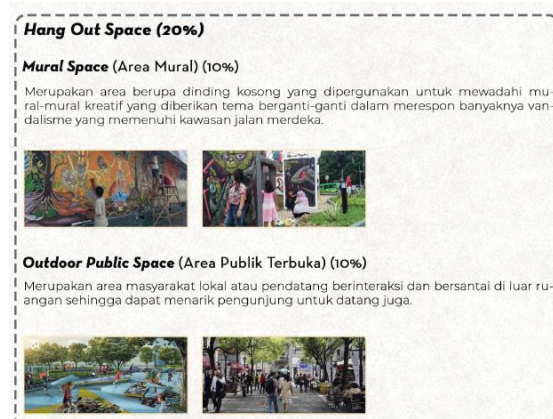 Hang Out Space (20%)
Mural Space (Area Mural) (10%)
Merupakan area berupa dinding kosong yang dipergunakan untuk mewadahi mu-
ral-mural kreatif yang diberikan tema berganti-ganti dalam merespon banyaknya van-
dalisme yang memenuhi kawasan jalan merdeka.
Outdoor Public Space (Area Publik Terbuka) (10%)
Merupakan area masyarakat lokal atau pendatang berinteraksi dan bersantai di luar ru-
angan sehingga dapat menarik pengunjung untuk datang juga.